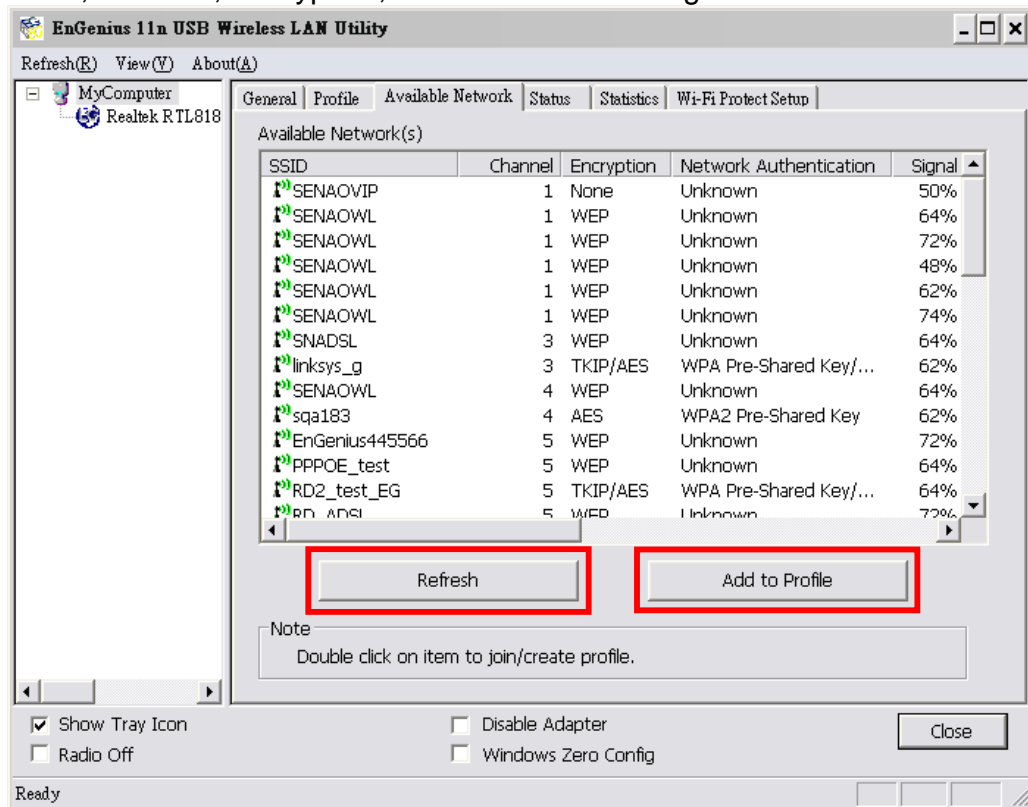 EnGenius 11n USB Wireless LAN Utility
Refresh(R) View(V) About(A)
MyComputer
Realtek RTL818
General Profile Available Network Status Statistics Wi-Fi Protect Setup
Available Network(s)
SSID Channel Encryption Network Authentication Signal
SENAOVIP 1 None Unknown 50%
SENAOWL 1 WEP Unknown 64%
SENAOWL 1 WEP Unknown 72%
SENAOWL 1 WEP Unknown 48%
SENAOWL 1 WEP Unknown 62%
SENAOWL 1 WEP Unknown 74%
SNADSL 3 WEP Unknown 64%
linksys_g 3 TKIP/AES WPA Pre-Shared Key/... 62%
SENAOWL 4 WEP Unknown 64%
sqa183 4 AES WPA2 Pre-Shared Key 62%
EnGenius445566 5 WEP Unknown 72%
PPPOE_test 5 WEP Unknown 64%
RD2_test_EG 5 TKIP/AES WPA Pre-Shared Key/... 64%
RD_ADSL 5 WEP Unknown 72%
Refresh Add to Profile
Note
Double click on item to join/create profile.
Show Tray Icon Disable Adapter Close
Radio Off Windows Zero Config
Ready